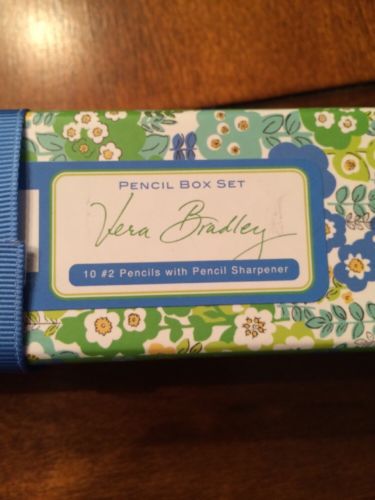 PENCIL BOX SET
Vera Bradley
10 #2 Pencils with Pencil Sharpener